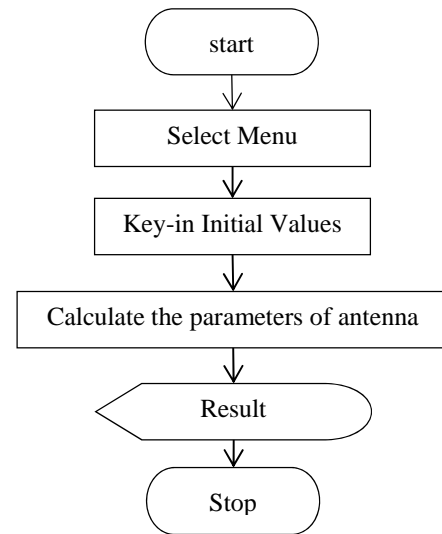 start
Select Menu
Key-in Initial Values
Calculate the parameters of antenna
Result
Stop